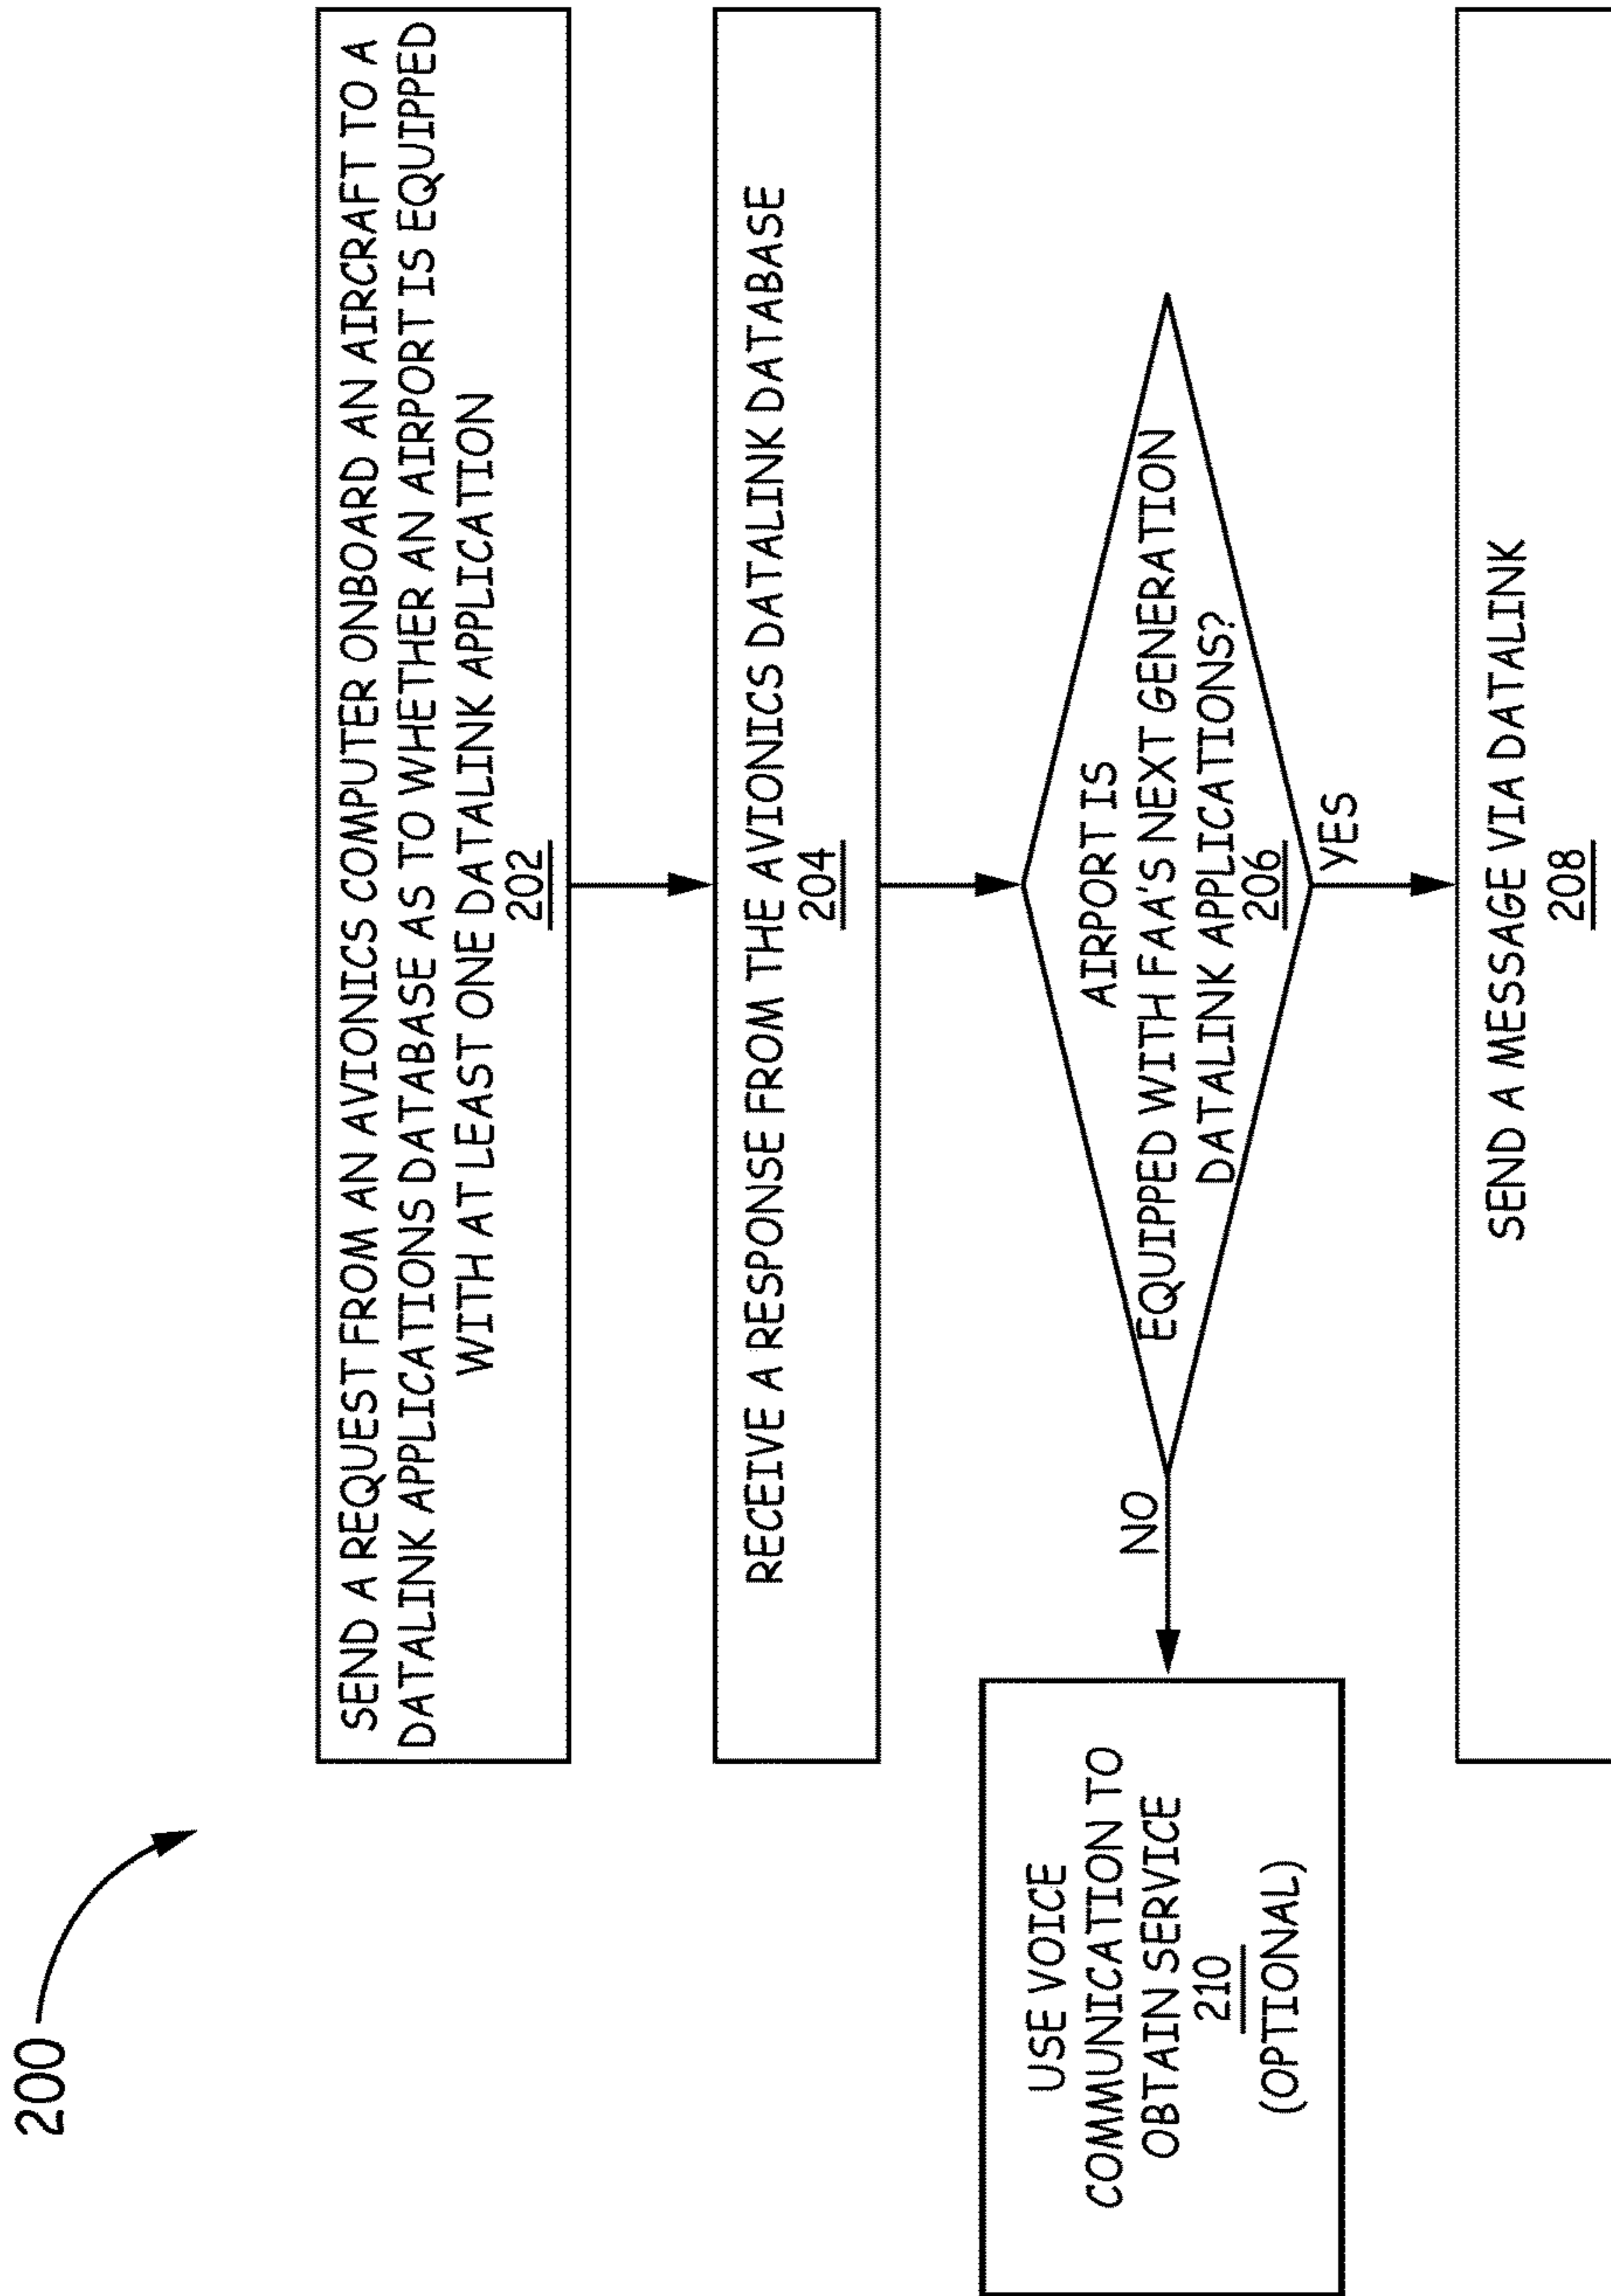 200
SEND A REQUEST FROM AN AVIONICS COMPUTER ONBOARD AN AIRCRAFT TO A
DATALINK APPLICATIONS DATABASE AS TO WHETHER AN AIRPORT IS EQUIPPED
WITH AT LEAST ONE DATALINK APPLICATION
202
RECEIVE A RESPONSE FROM THE AVIONICS DATALINK DATABASE
204
AIRPORT IS
EQUIPPED WITH FAA'S NEXT GENERATION
DATALINK APPLICATIONS?
206
NO
YES
USE VOICE
COMMUNICATION TO
OBTAIN SERVICE
210
(OPTIONAL)
SEND A MESSAGE VIA DATALINK
208